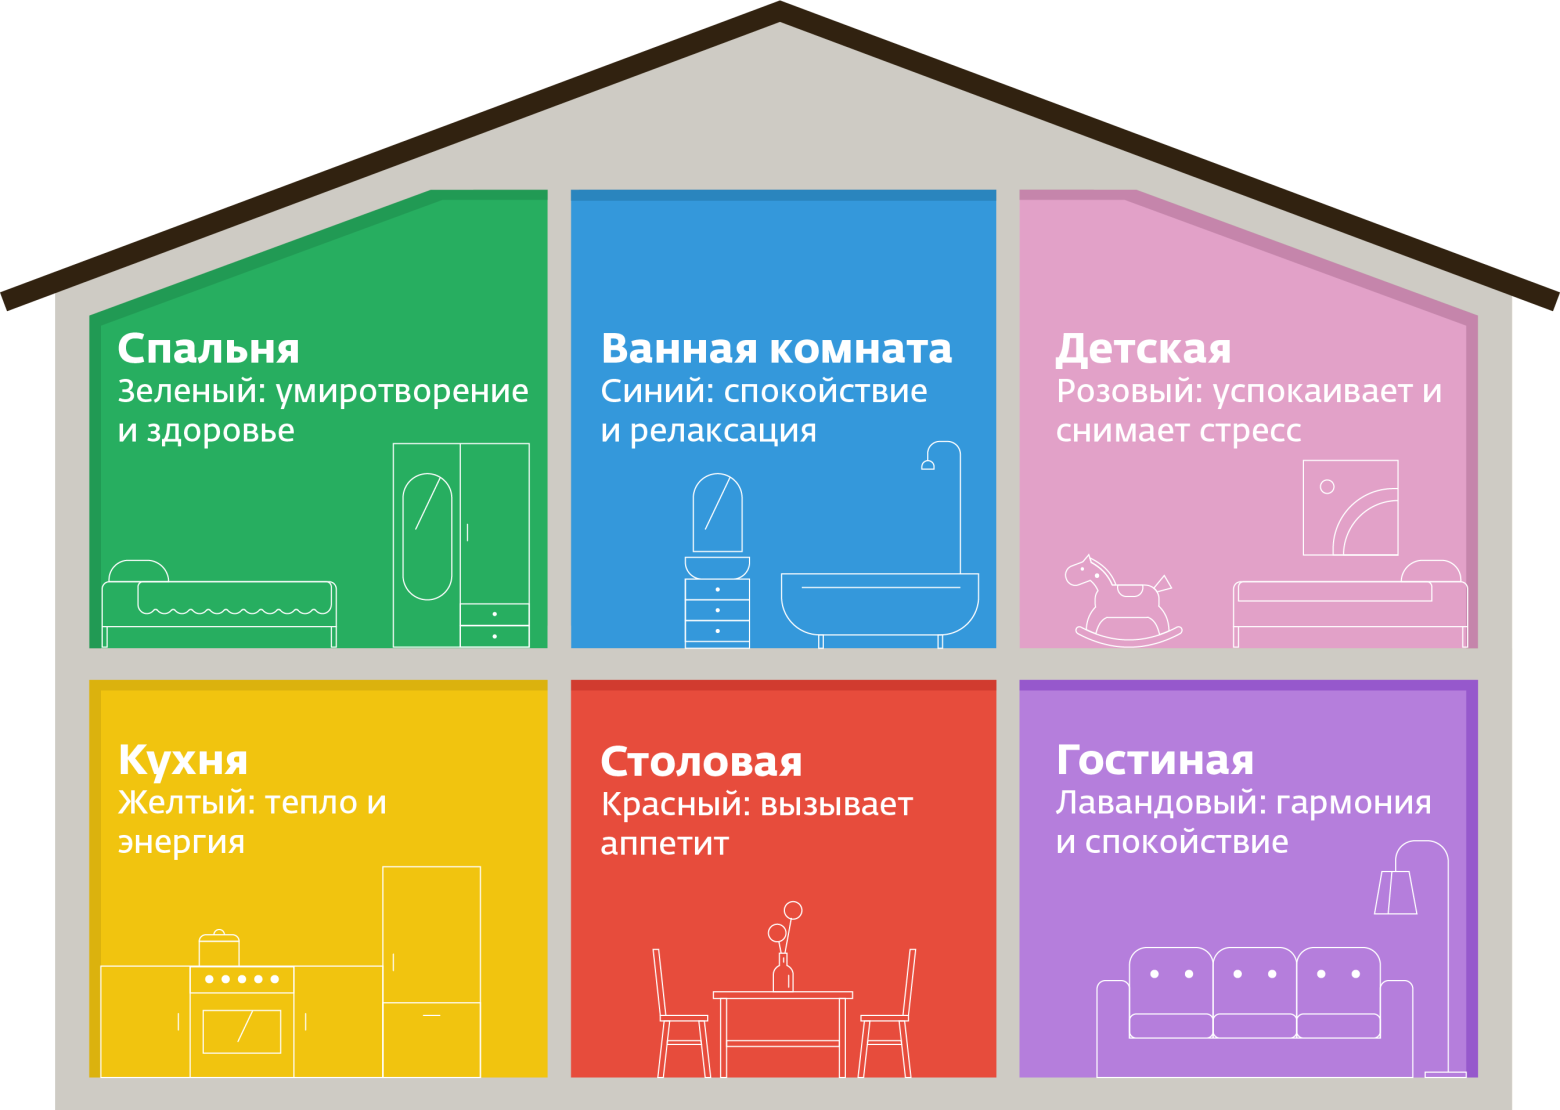 Спальня
Зеленый: умиротворение
и здоровье
Ванная комната
Синий: спокойствие
и релаксация
Детская
Розовый: успокаивает и
снимает стресс
Кухня
Желтый: тепло и
энергия
Столовая
Красный: вызывает
аппетит
Гостиная
Лавандовый: гармония
и спокойствие